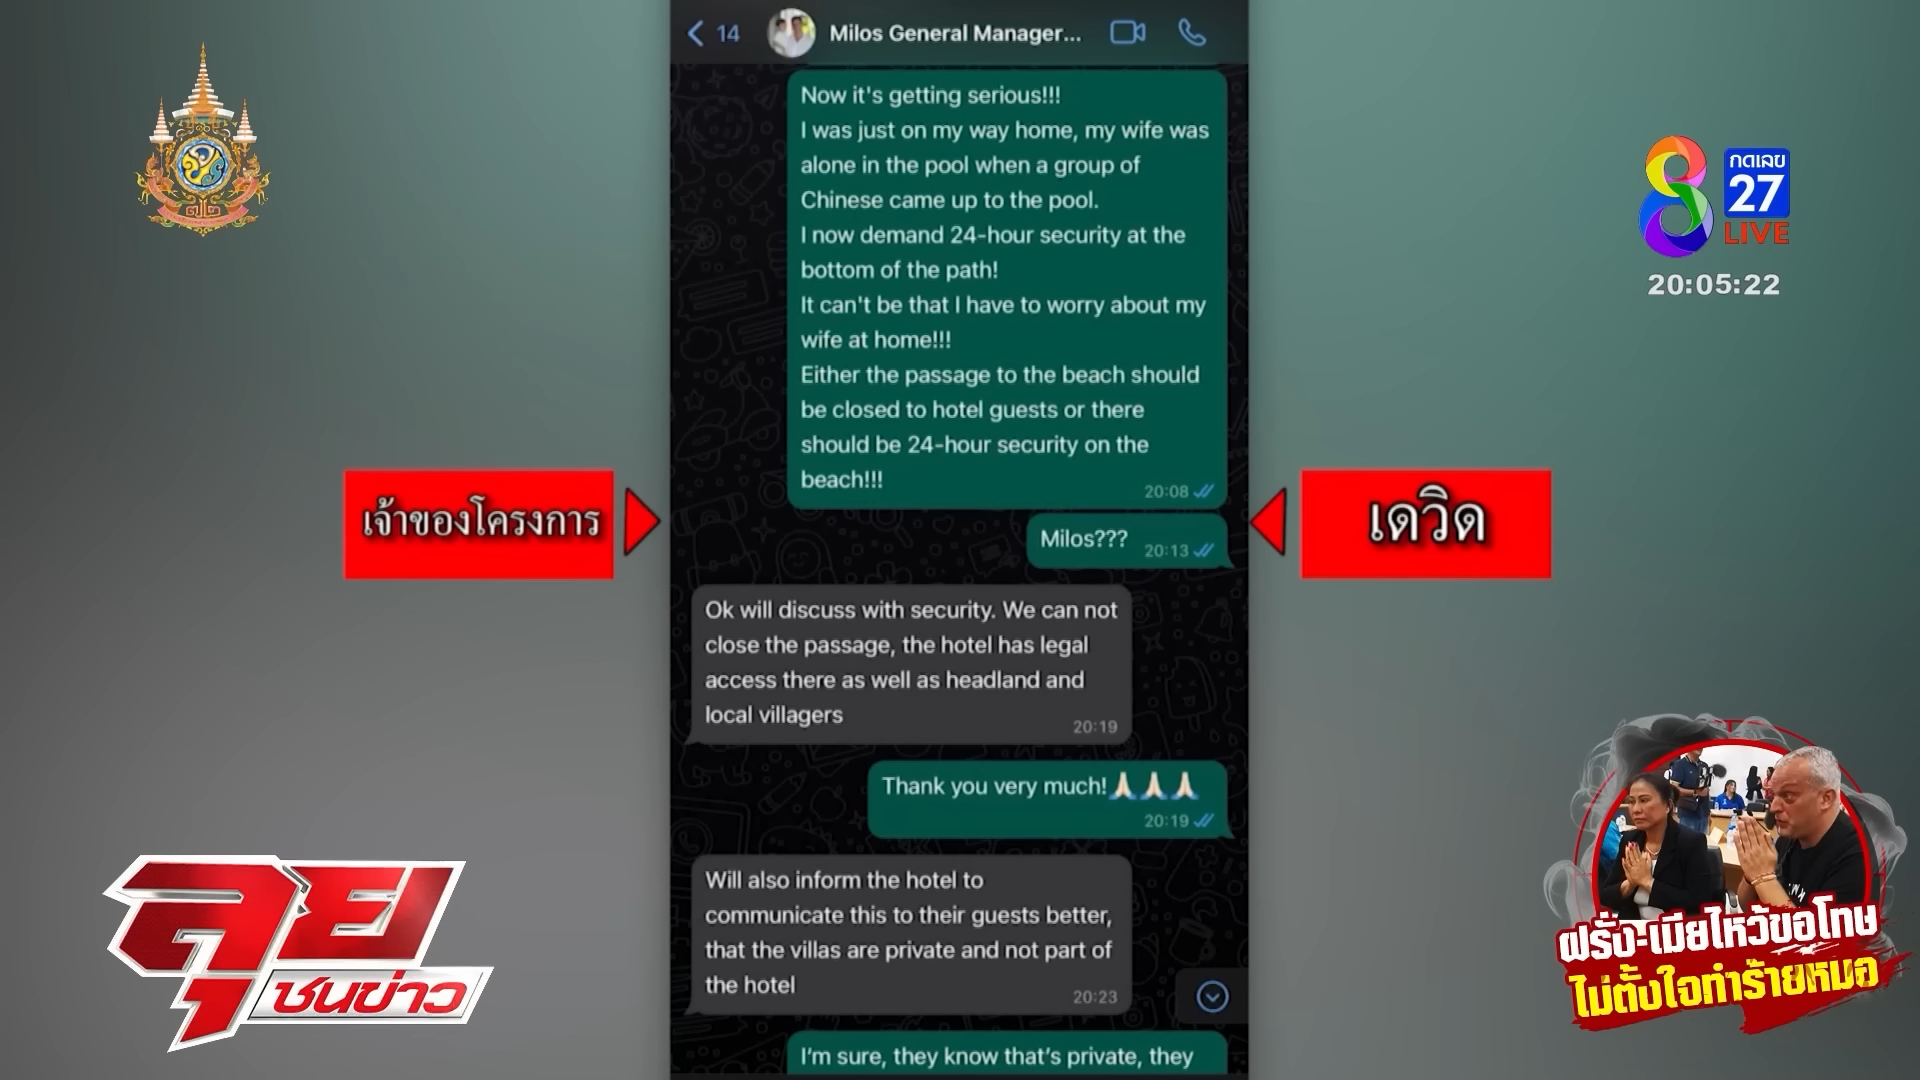 14
Milos General Manager...
Now it's getting serious!!!
I was just on my way home, my wife was
alone in the pool when a group of
Chinese came up to the pool.
I now demand 24-hour security at the
bottom of the path!
It can't be that I have to worry about my
wife at home!!!
Either the passage to the beach should
be closed to hotel guests or there
should be 24-hour security on the
beach!!!
20:08
Milos???
20:13
Ok will discuss with security. We can not
close the passage, the hotel has legal
access there as well as headland and
local villagers
20:19
Thank you very much!🙏🏻🙏🏻🙏🏻
20:19
Will also inform the hotel to
communicate this to their guests better,
that the villas are private and not part of
the hotel
20:23
I'm sure, they know that's private, they
เจ้าของโครงการ
เดวิด
8
กดเลข
27
LIVE
20:05:22
ลุย
ชนข่าว
ฝรั่ง-เมียไหว้ขอโทษ
ไม่ตั้งใจทำร้ายหมอ